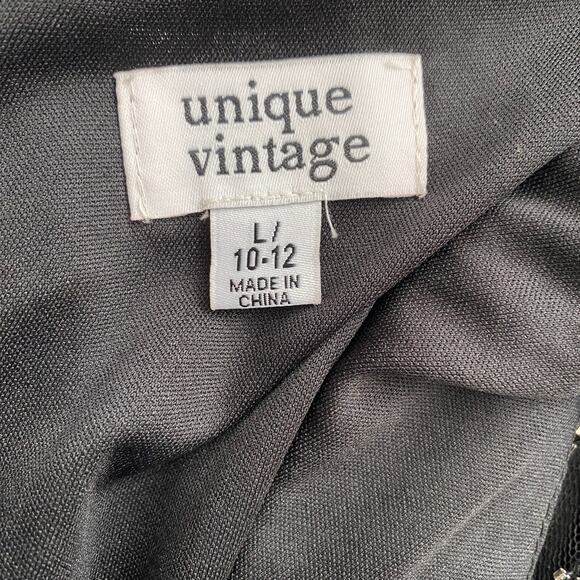 unique
vintage
L/
10-12
MADE IN
CHINA